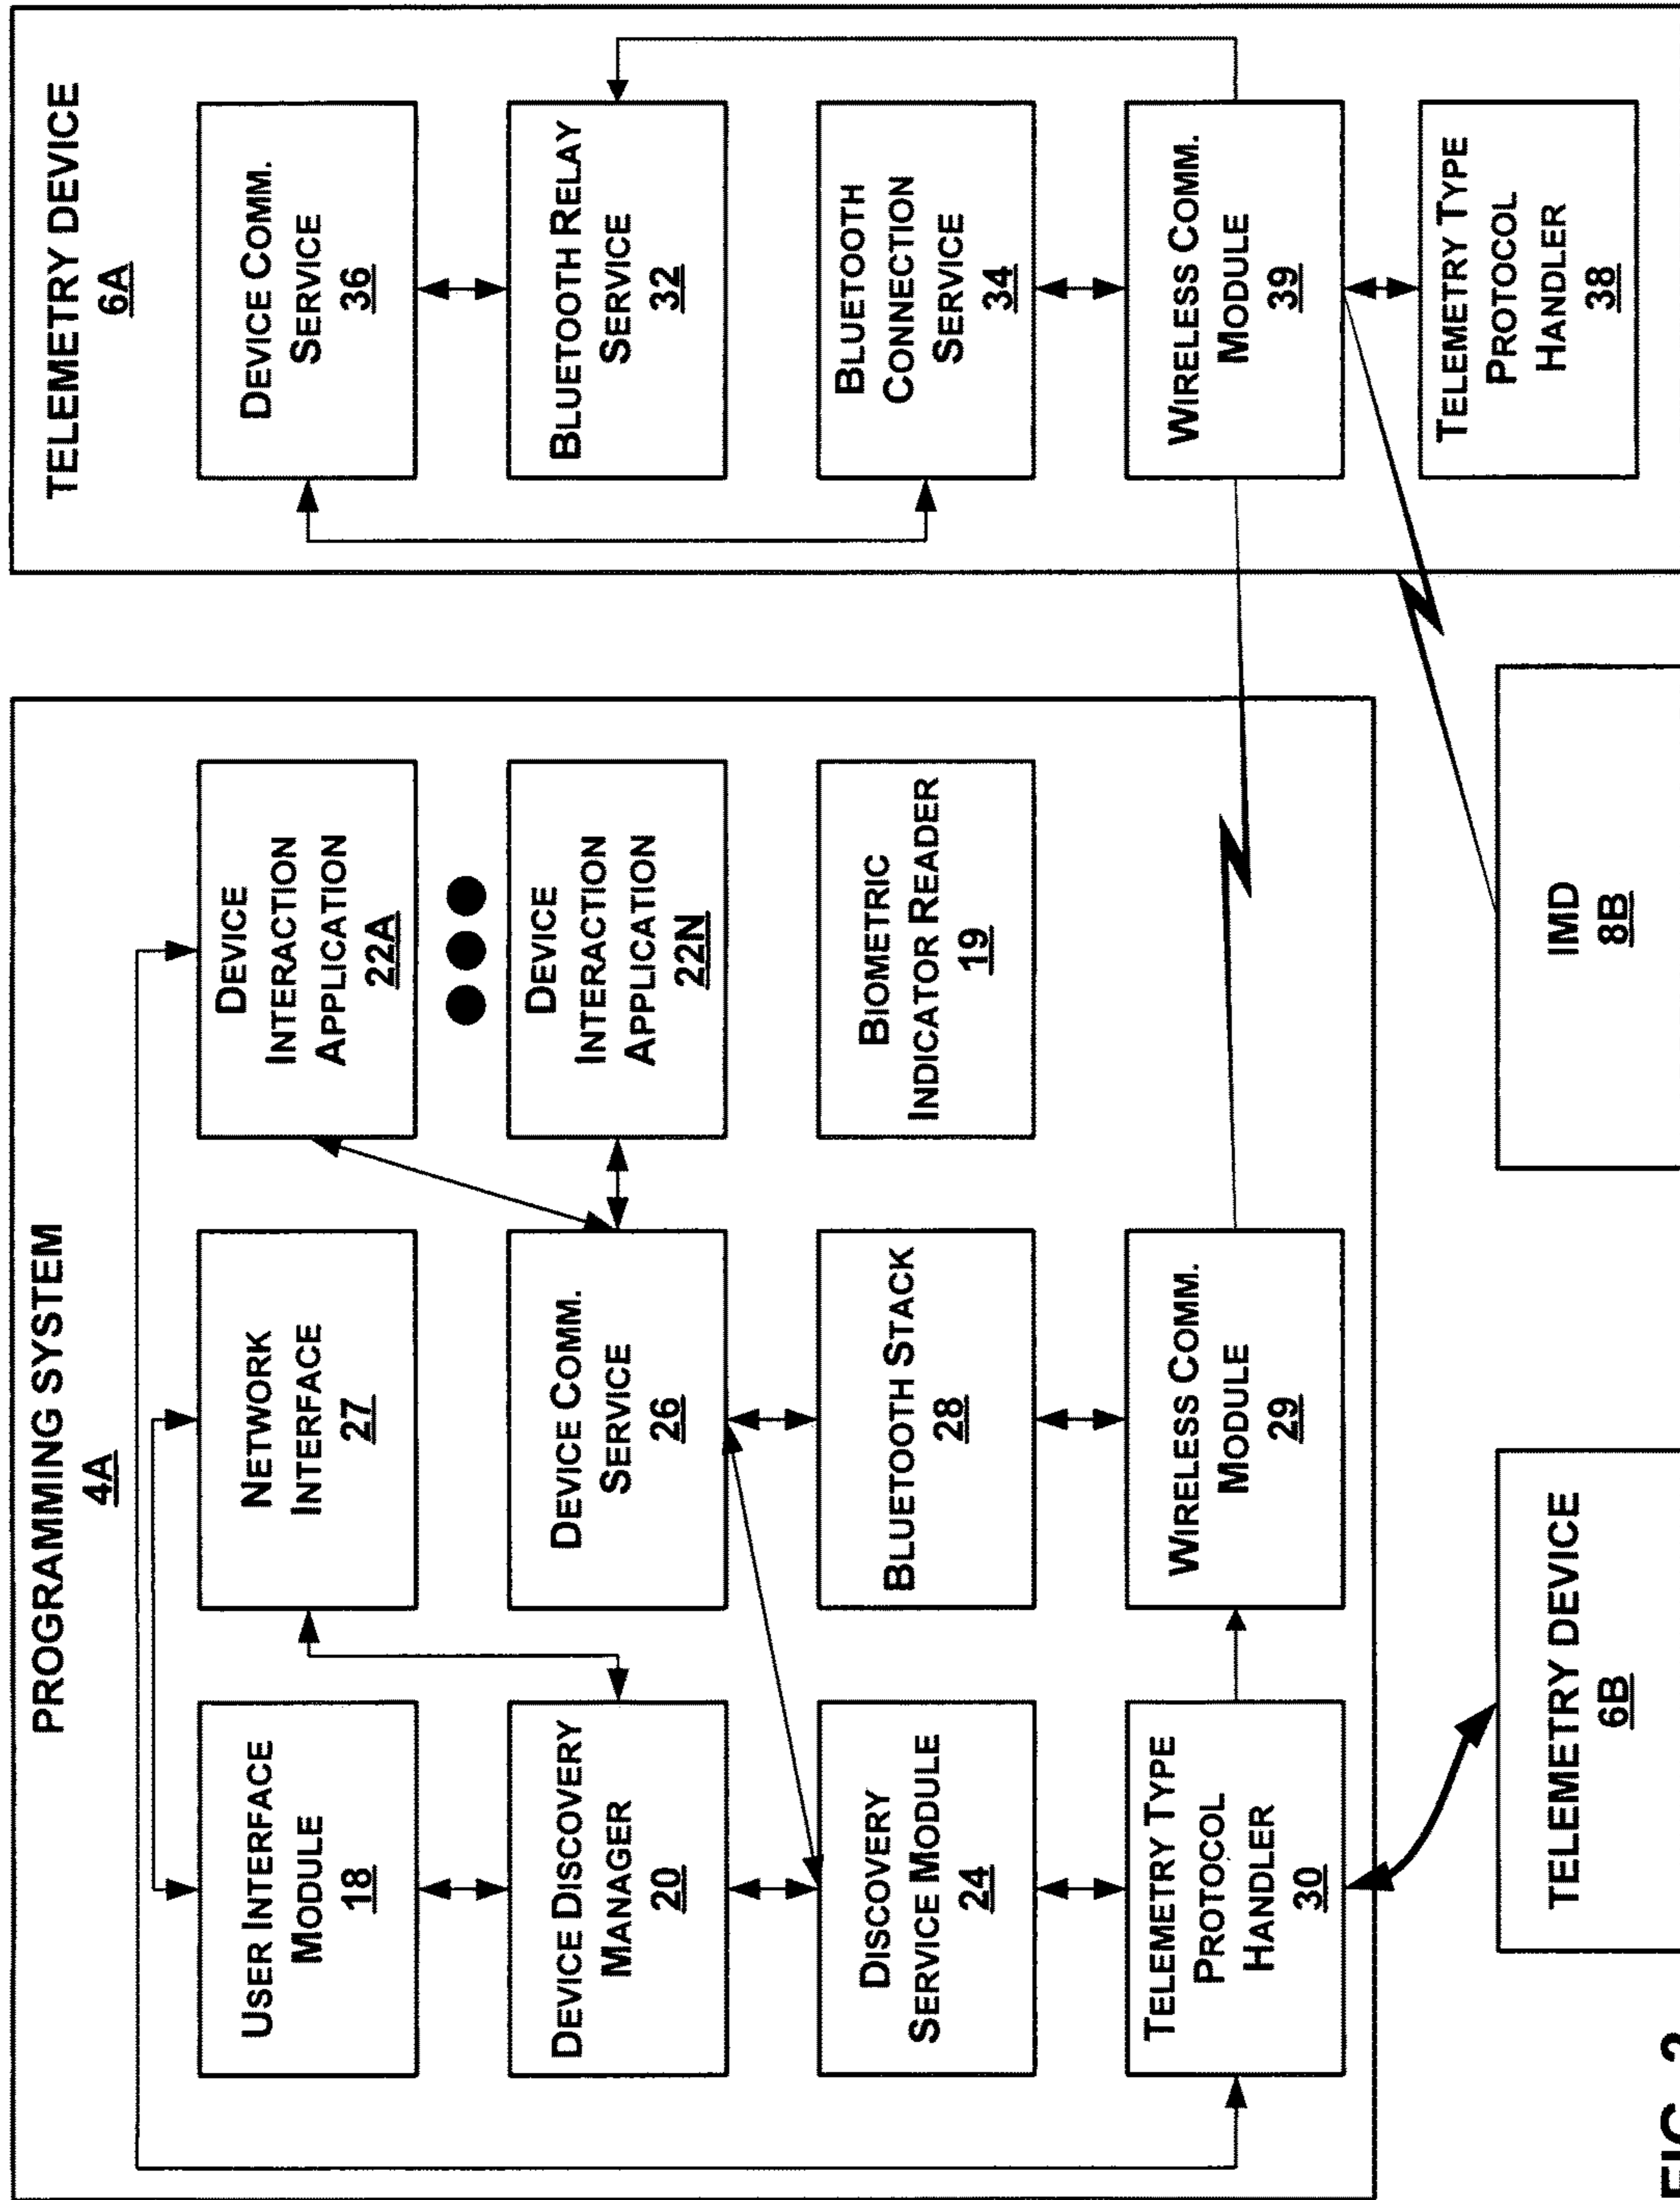 PROGRAMMING SYSTEM
4A
USER INTERFACE
MODULE
18
NETWORK
INTERFACE
27
DEVICE
INTERACTION
APPLICATION
22A
DEVICE DISCOVERY
MANAGER
20
DEVICE COMM.
SERVICE
26
DEVICE
INTERACTION
APPLICATION
22N
DISCOVERY
SERVICE MODULE
24
BLUETOOTH STACK
28
BIOMETRIC
INDICATOR READER
19
TELEMETRY TYPE
PROTOCOL
HANDLER
30
WIRELESS COMM.
MODULE
29
TELEMETRY DEVICE
6A
DEVICE COMM.
SERVICE
36
BLUETOOTH RELAY
SERVICE
32
BLUETOOTH
CONNECTION
SERVICE
34
WIRELESS COMM.
MODULE
39
TELEMETRY TYPE
PROTOCOL
HANDLER
38
TELEMETRY DEVICE
6B
IMD
8B
FIG. 2